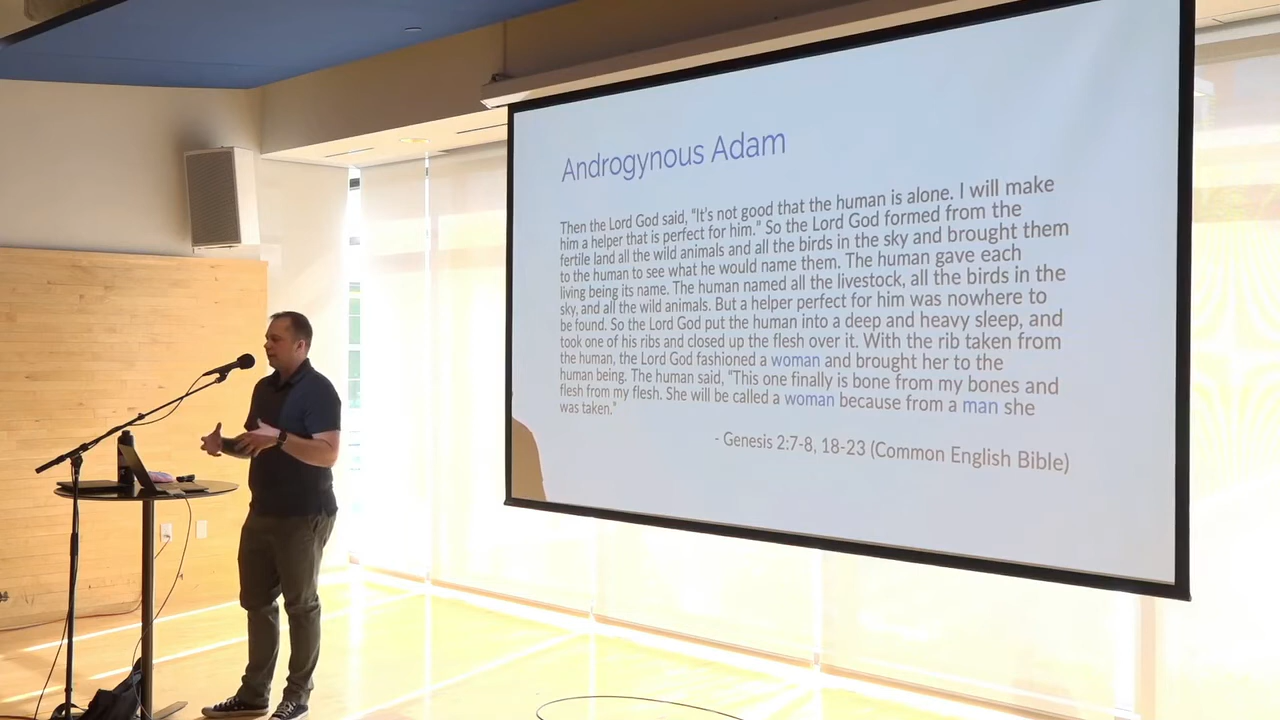 Androgynous Adam
Then the Lord God said, “It’s not good that the human is alone. I will make
him a helper that is perfect for him.” So the Lord God formed from the
fertile land all the wild animals and all the birds in the sky and brought them
to the human to see what he would name them. The human gave each
living being its name. The human named all the livestock, all the birds in the
sky, and all the wild animals. But a helper perfect for him was nowhere to
be found. So the Lord God put the human into a deep and heavy sleep, and
took one of his ribs and closed up the flesh over it. With the rib taken from
the human, the Lord God fashioned a woman and brought her to the
human being. The human said, “This one finally is bone from my bones and
flesh from my flesh. She will be called a woman because from a man she
was taken.”
- Genesis 2:7-8, 18-23 (Common English Bible)